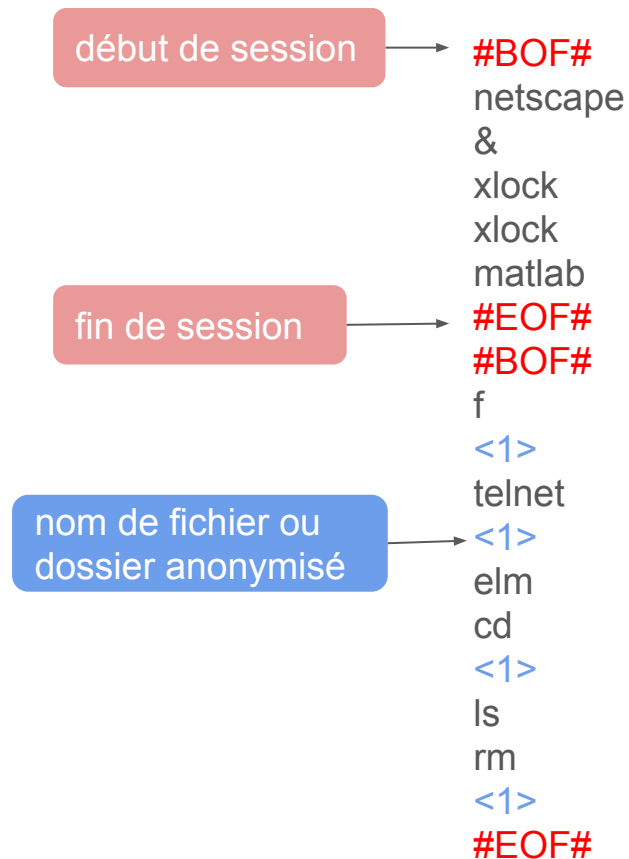 début de session
#BOF#
netscape
&
xlock
xlock
matlab
fin de session
#EOF#
#BOF#
f
<1>
telnet
nom de fichier ou
dossier anonymisé
<1>
elm
cd
<1>
ls
rm
<1>
#EOF#